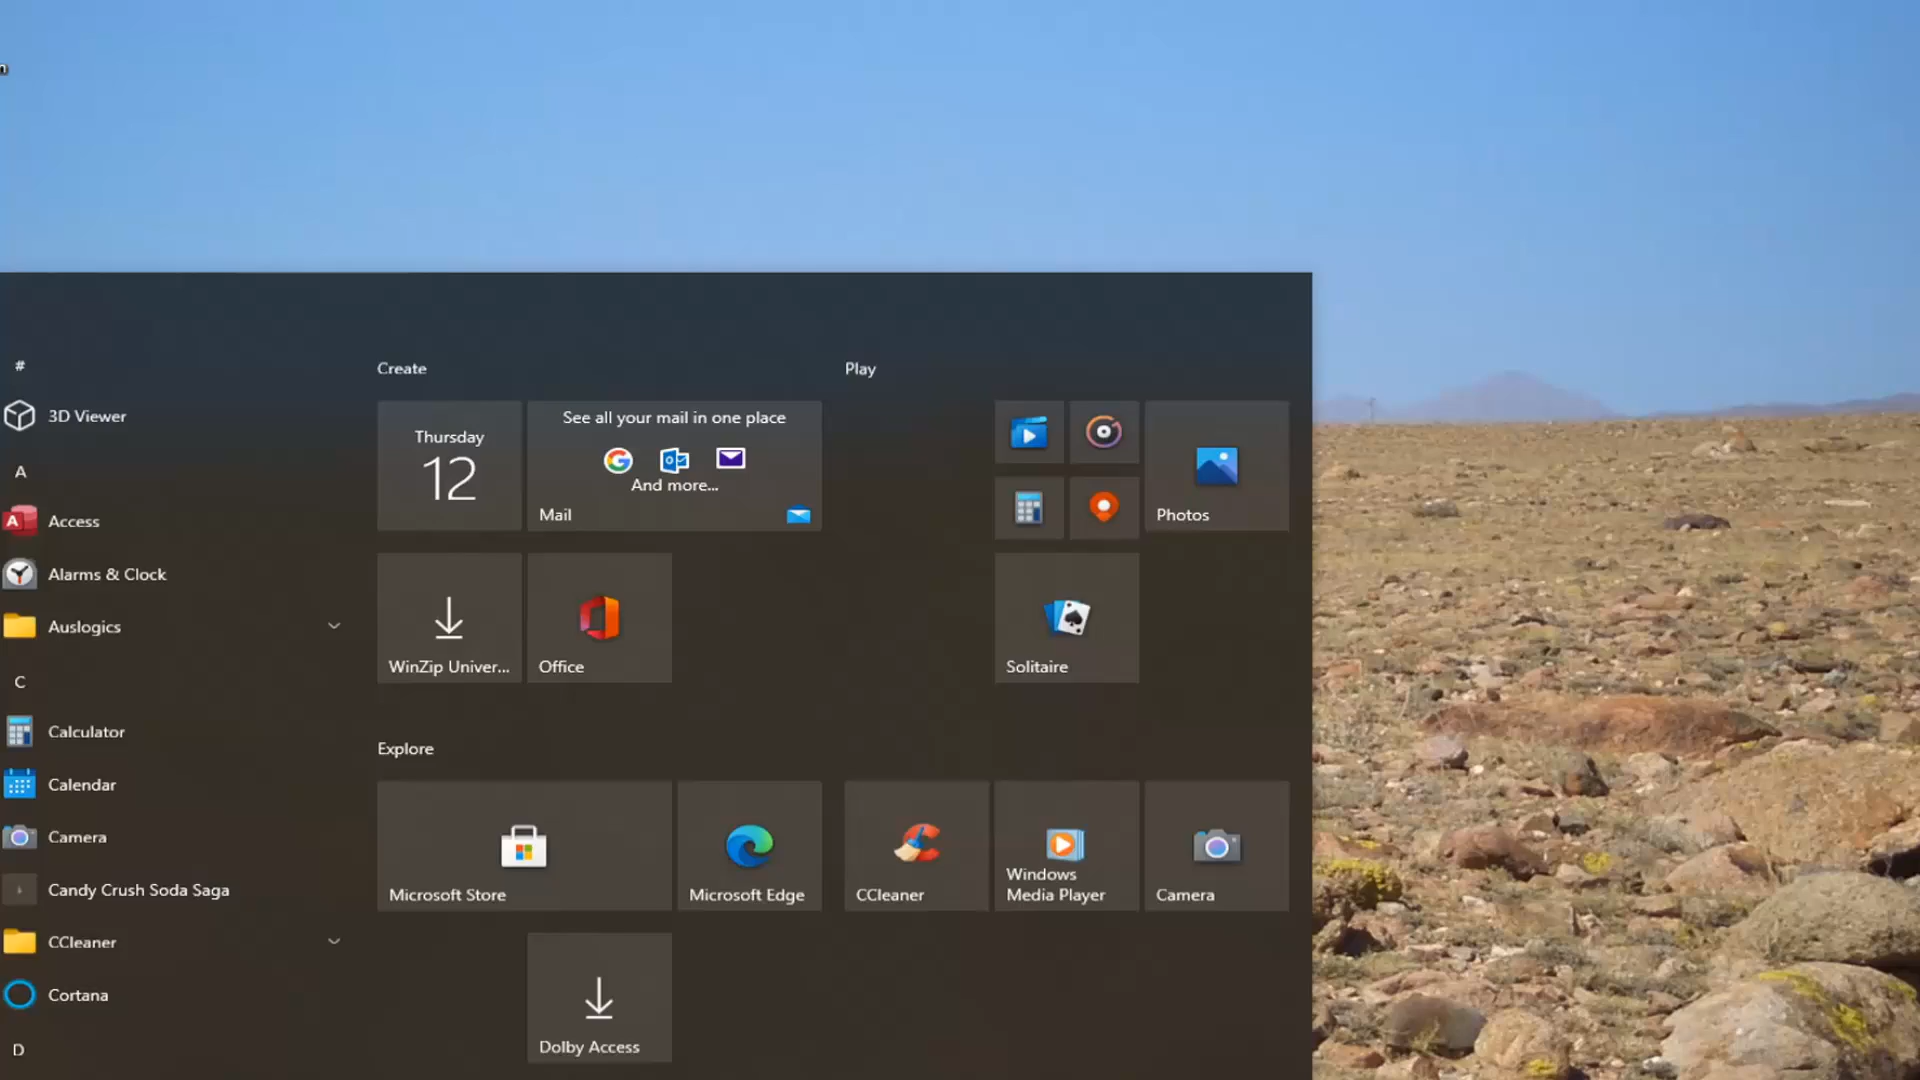 #
3D Viewer
A
Access
Alarms & Clock
Auslogics
C
Calculator
Calendar
Camera
Candy Crush Soda Saga
CCleaner
Cortana
D
Create
Thursday
12
See all your mail in one place
And more...
Mail
WinZip Univer...
Office
Explore
Microsoft Store
Microsoft Edge
Dolby Access
Play
Photos
Solitaire
CCleaner
Windows
Media Player
Camera